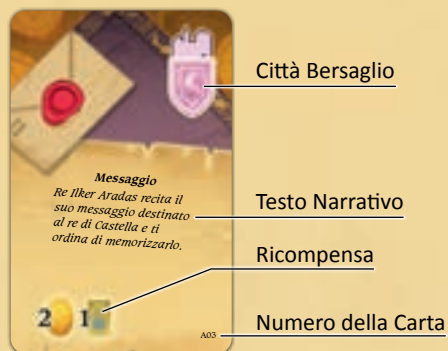 Città Bersaglio
Messaggio
Re Ilker Aradas recita il
suo messaggio destinato
al re di Castella e ti
ordina di memorizzarlo.
Testo Narrativo
Ricompensa
2 1
A03
Numero della Carta